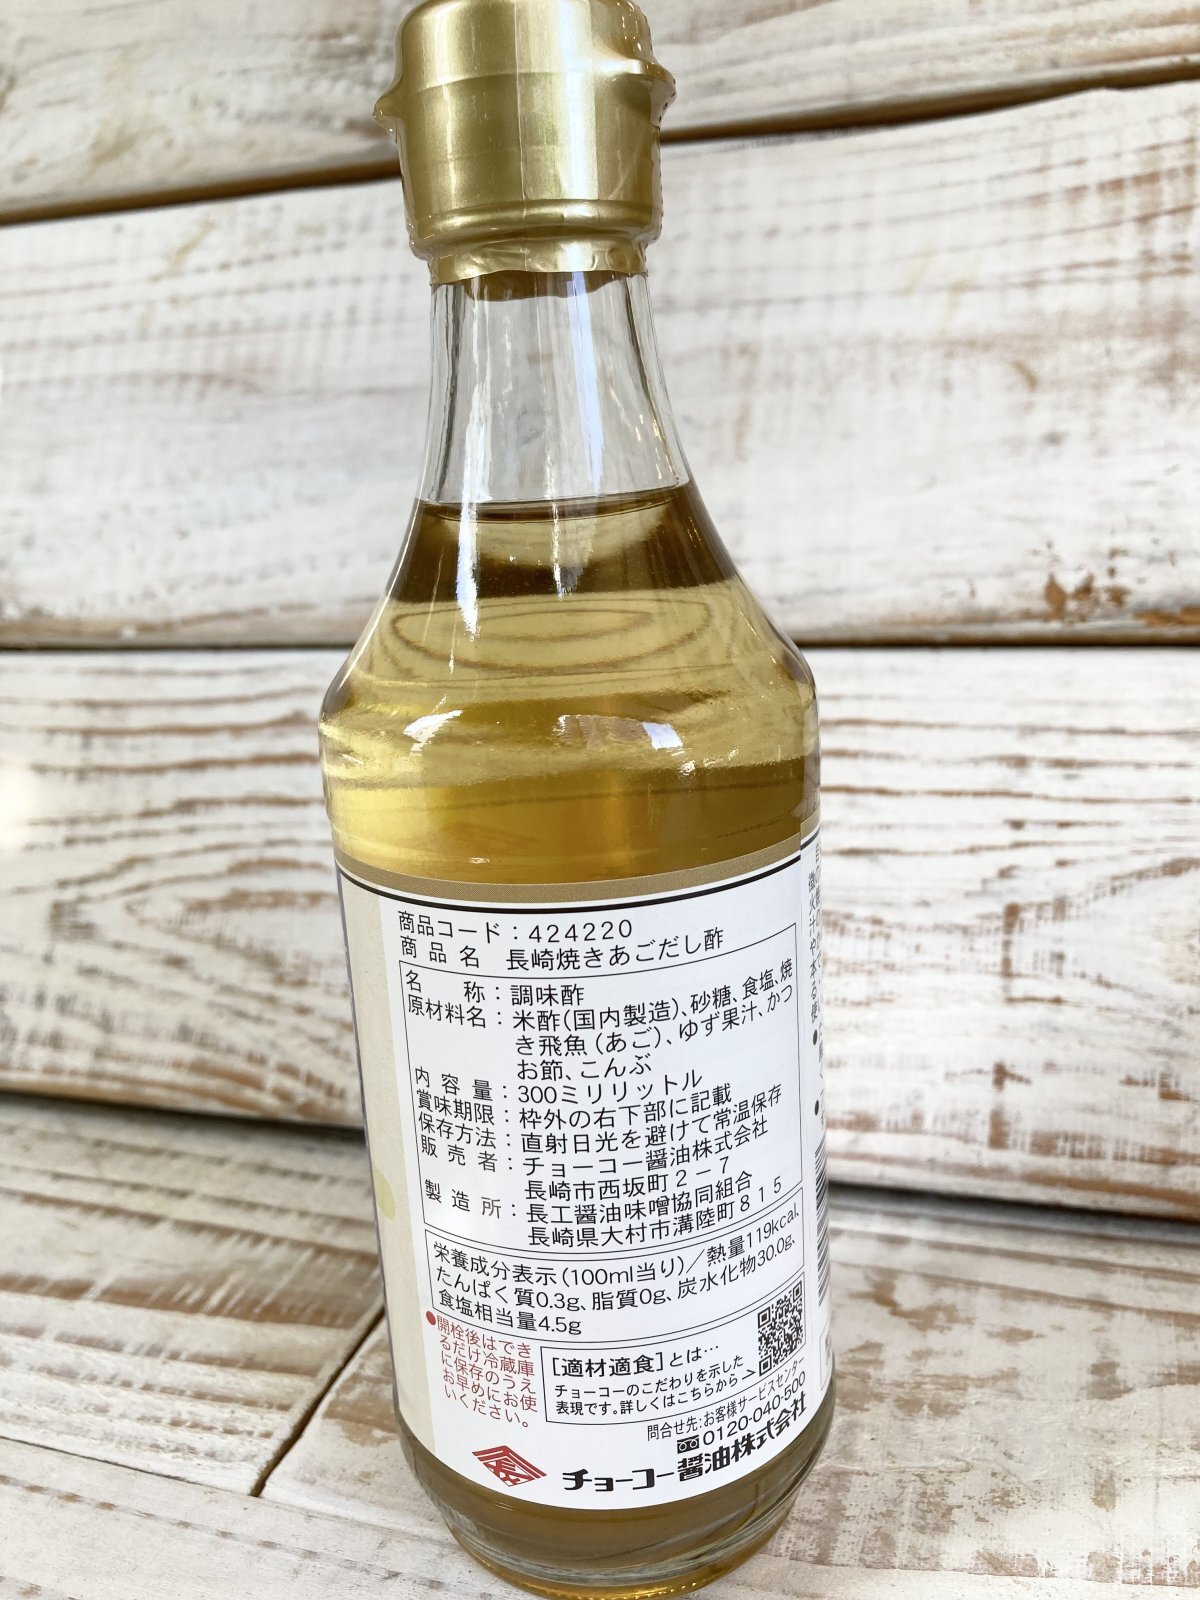 商品コード：424220
商品名 長崎焼きあごだし酢
名称：調味酢
原材料名：米酢（国内製造）、砂糖、食塩、焼
き飛魚（あご）、ゆず果汁、かつ
お節、こんぶ
内容量：300ミリリットル
賞味期限：枠外の右下部に記載
保存方法：直射日光を避けて常温保存
販売者：チョーコー醤油株式会社
長崎市西坂町2－7
製造所：長工醤油味噌協同組合
長崎県大村市溝陸町815
栄養成分表示（100ml当り）／熱量119kcal、
たんぱく質0.3g、脂質0g、炭水化物30.0g、
食塩相当量4.5g
●開栓後はでき
るだけ冷蔵庫
に保存のうえ
お早めにお使
いください。
［適材適食］とは…
チョーコーのこだわりを示した
表現です。詳しくはこちらから＞
問合せ先：お客様サービスセンター
0120-040-500
チョーコー醤油株式会社